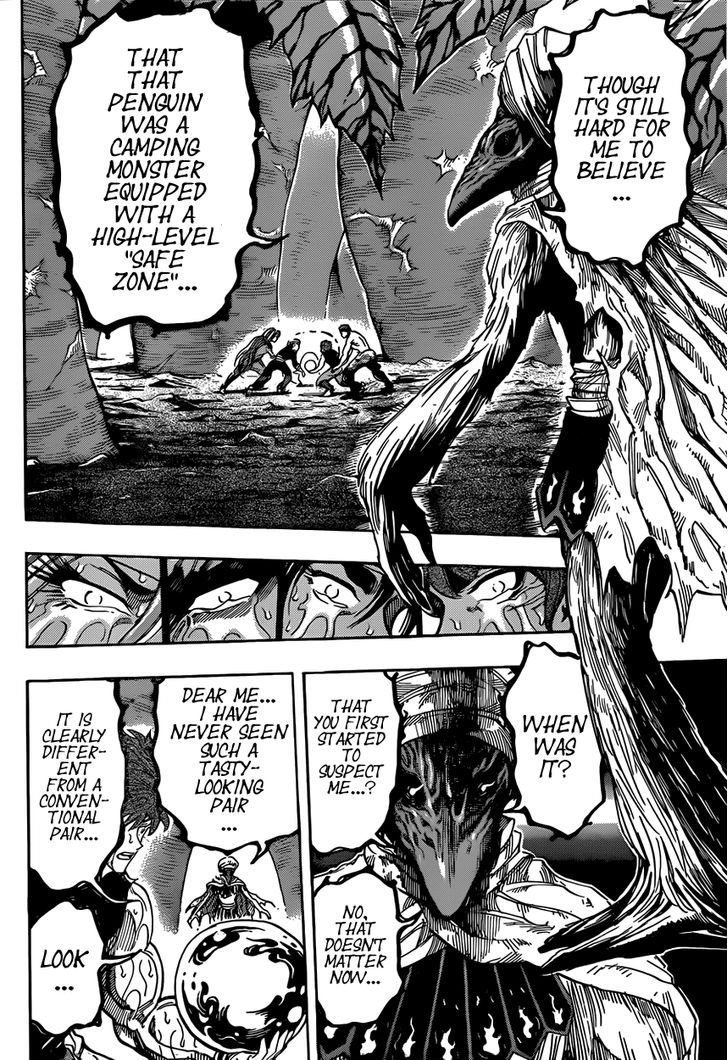 THOUGH
IT'S STILL
HARD FOR
ME TO
BELIEVE
...
THAT
THAT
PENGUIN
WAS A
CAMPING
MONSTER
EQUIPPED
WITH A
HIGH-LEVEL
"SAFE
ZONE"...
WHEN
WAS
IT?
THAT
YOU FIRST
STARTED
TO
SUSPECT
ME...?
NO,
THAT
DOESN'T
MATTER
NOW...
DEAR ME...
I HAVE
NEVER SEEN
SUCH A
TASTY-
LOOKING
PAIR
...
IT IS
CLEARLY
DIFFER-
ENT
FROM A
CONVEN-
TIONAL
PAIR...
LOOK
...